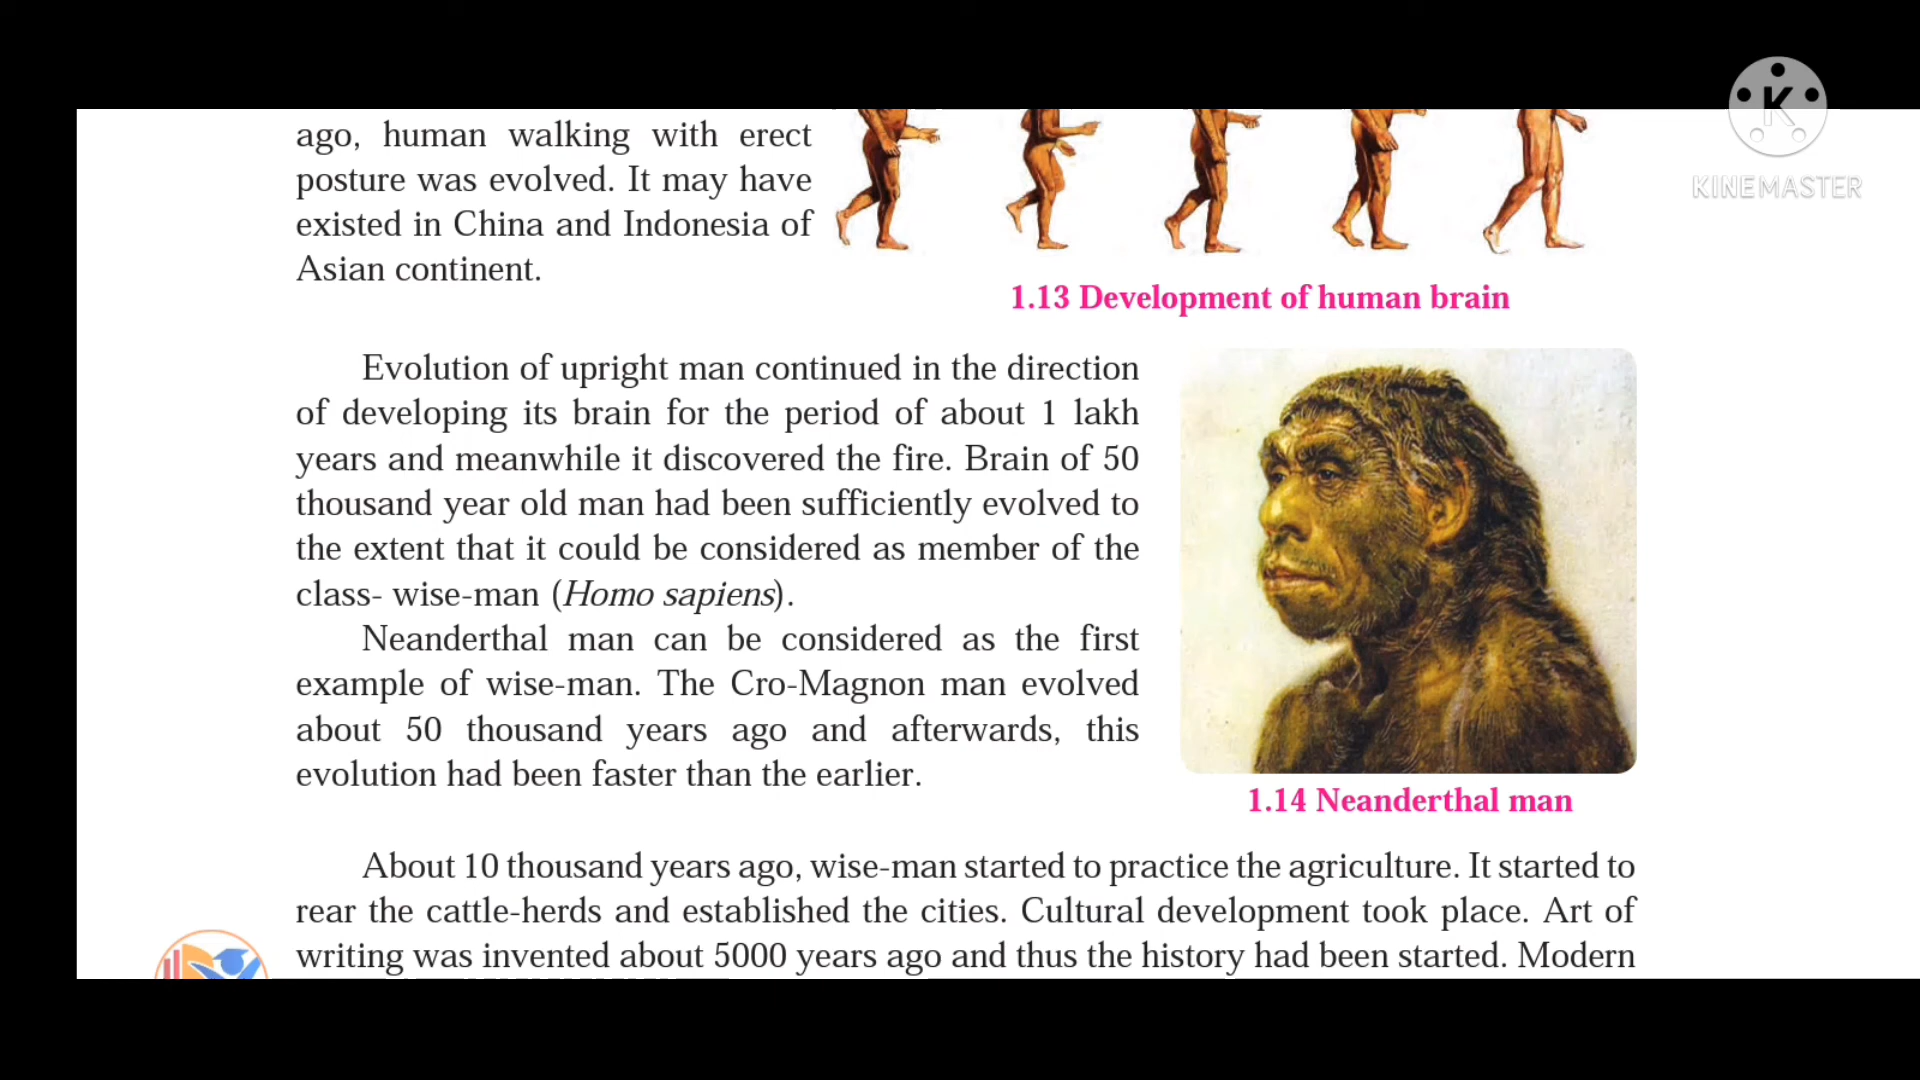 ago, human walking with erect
posture was evolved. It may have
existed in China and Indonesia of
Asian continent.
KINEMASTER
1.13 Development of human brain
Evolution of upright man continued in the direction
of developing its brain for the period of about 1 lakh
years and meanwhile it discovered the fire. Brain of 50
thousand year old man had been sufficiently evolved to
the extent that it could be considered as member of the
class- wise-man (Homo sapiens).
Neanderthal man can be considered as the first
example of wise-man. The Cro-Magnon man evolved
about 50 thousand years ago and afterwards, this
evolution had been faster than the earlier.
1.14 Neanderthal man
About 10 thousand years ago, wise-man started to practice the agriculture. It started to
rear the cattle-herds and established the cities. Cultural development took place. Art of
writing was invented about 5000 years ago and thus the history had been started. Modern